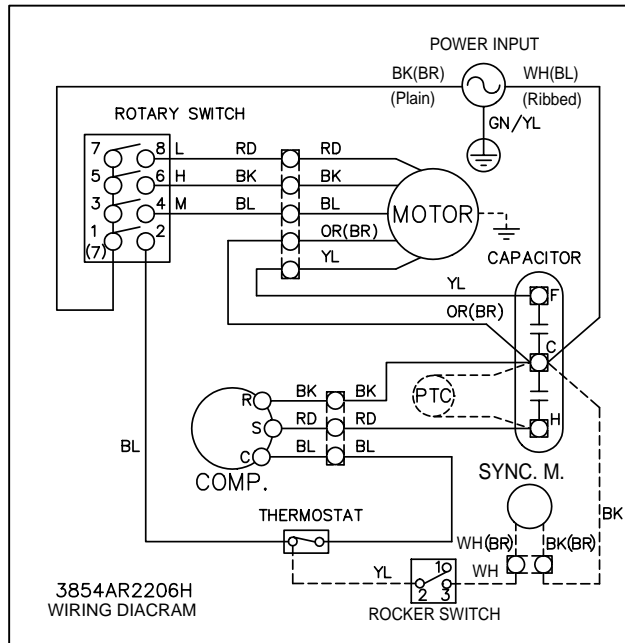 POWER INPUT
BK(BR)
WH(BL)
(Plain)
(Ribbed)
GN/YL
ROTARY SWITCH
7
8
L
RD
RD
5
6
H
BK
BK
3
4
M
BL
BL
MOTOR
1
2
(7)
OR(BR)
YL
CAPACITOR
YL
F
OR(BR)
C
R
BK
BK
PTC
S
RD
RD
H
C
BL
BL
COMP.
BL
SYNC. M.
THERMOSTAT
BK
WH(BR)
BK(BR)
YL
1
WH
2
3
ROCKER SWITCH
3854AR2206H
WIRING DIACRAM